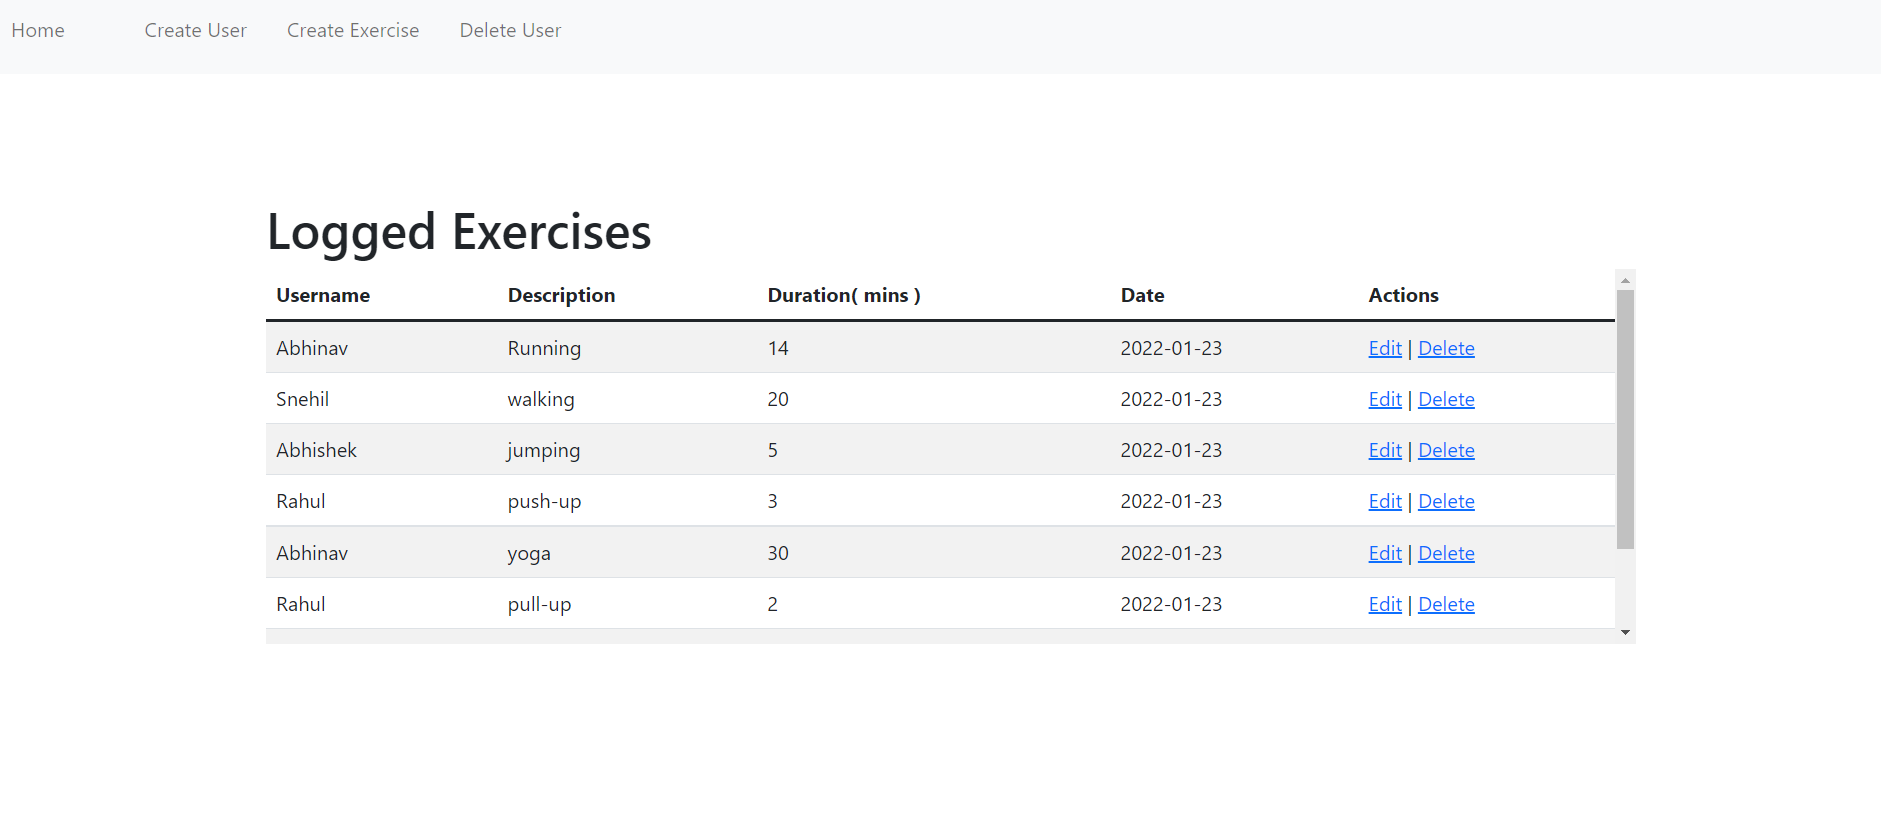 Home Create User Create Exercise Delete User
Logged Exercises
Username Description Duration( mins ) Date Actions
Abhinav Running 14 2022-01-23 Edit | Delete
Snehil walking 20 2022-01-23 Edit | Delete
Abhishek jumping 5 2022-01-23 Edit | Delete
Rahul push-up 3 2022-01-23 Edit | Delete
Abhinav yoga 30 2022-01-23 Edit | Delete
Rahul pull-up 2 2022-01-23 Edit | Delete